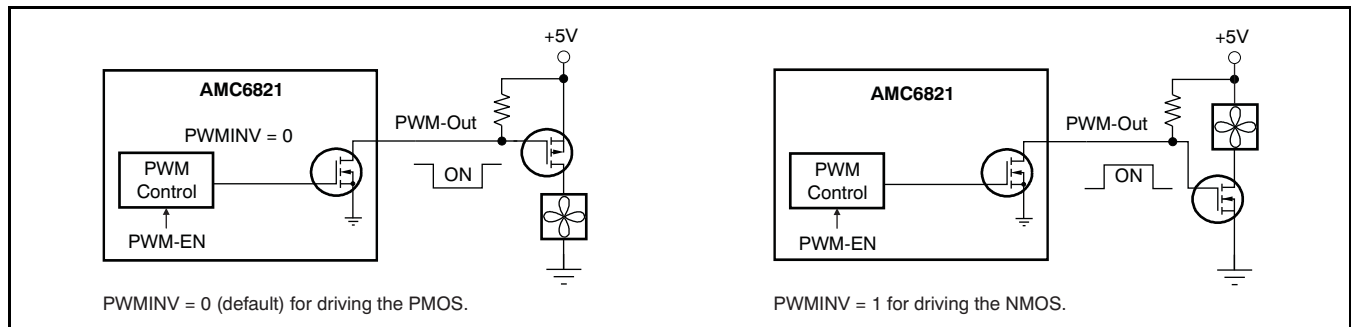 +5V
AMC6821
PWMINV = 0
PWM-Out
PWM
Control
ON
PWM-EN
PWMINV = 0 (default) for driving the PMOS.
+5V
AMC6821
PWM-Out
PWM
Control
ON
PWM-EN
PWMINV = 1 for driving the NMOS.